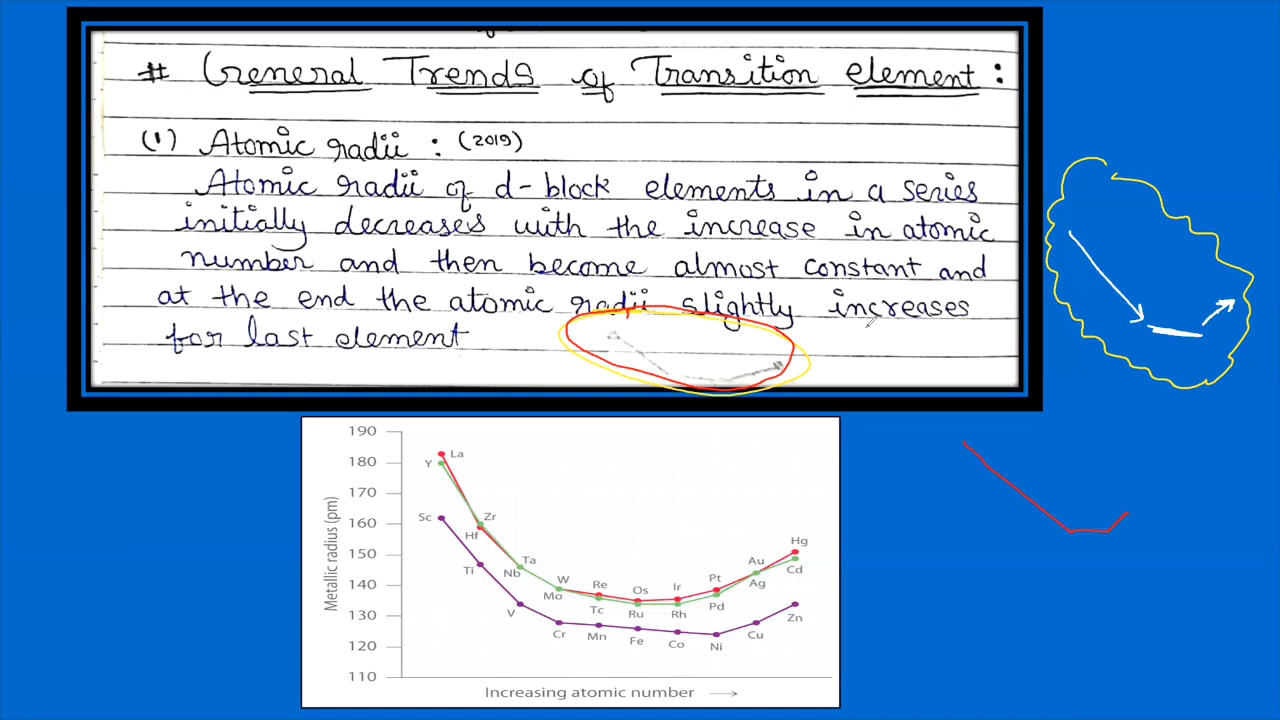 # General Trends of Transition element :
(1) Atomic radii : (2019)
Atomic radii of d-block elements in a series
initially decreases with the increase in atomic
number and then become almost constant and
at the end the atomic radii slightly increases
for last element
190
180
170
160
150
140
130
120
110
Metallic radius (pm)
La
Y
Sc
Zr
Hf
Ti
Ta
Nb
V
W
Mo
Cr
Re
Tc
Mn
Os
Ru
Fe
Ir
Rh
Co
Pt
Pd
Ni
Au
Ag
Cu
Hg
Cd
Zn
Increasing atomic number →